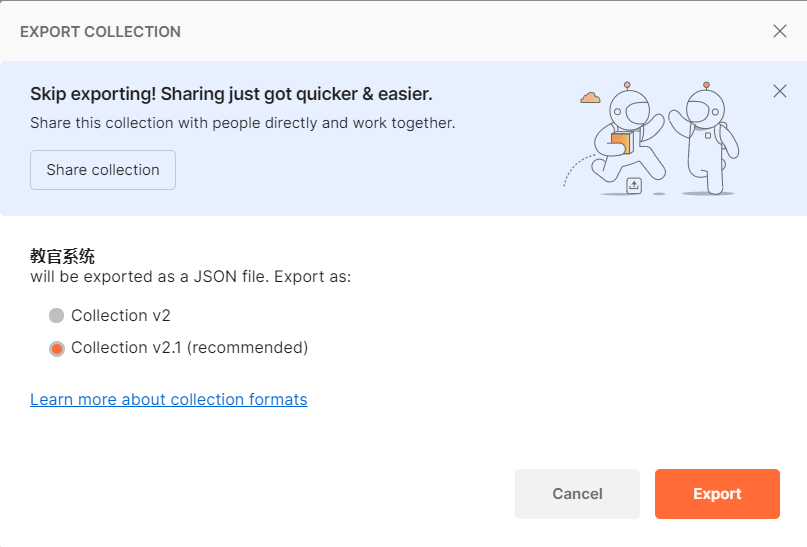 EXPORT COLLECTION
Skip exporting! Sharing just got quicker & easier.
Share this collection with people directly and work together.
Share collection
教官系统
will be exported as a JSON file. Export as:
Collection v2
Collection v2.1 (recommended)
Learn more about collection formats
Cancel
Export